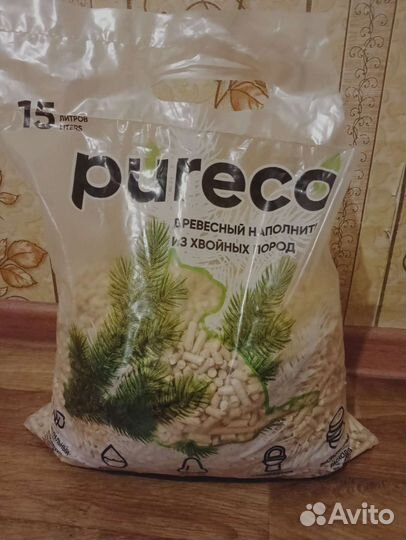 15 ЛИТРОВ
LITERS
pureco
ДРЕВЕСНЫЙ НАПОЛНИТ
ИЗ ХВОЙНЫХ ПОРОД
Avito